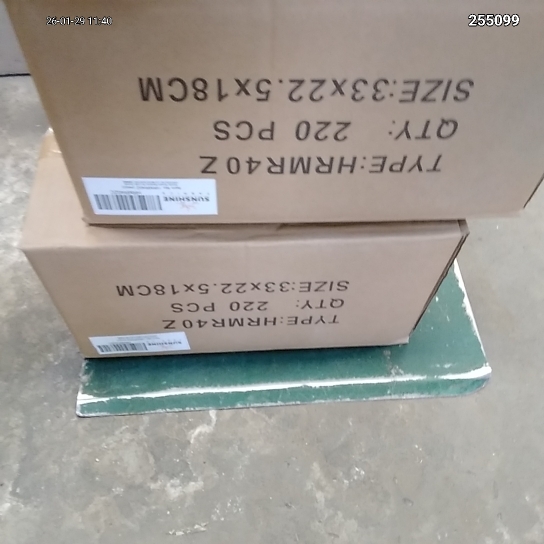 26-01-29 11:40
255099
TYPE:HRMR40Z
QTY: 220 PCS
SIZE:33x22.5x18CM
SUNSHINE
TYPE:HRMR40Z
QTY: 220 PCS
SIZE:33x22.5x18CM
SUNSHINE